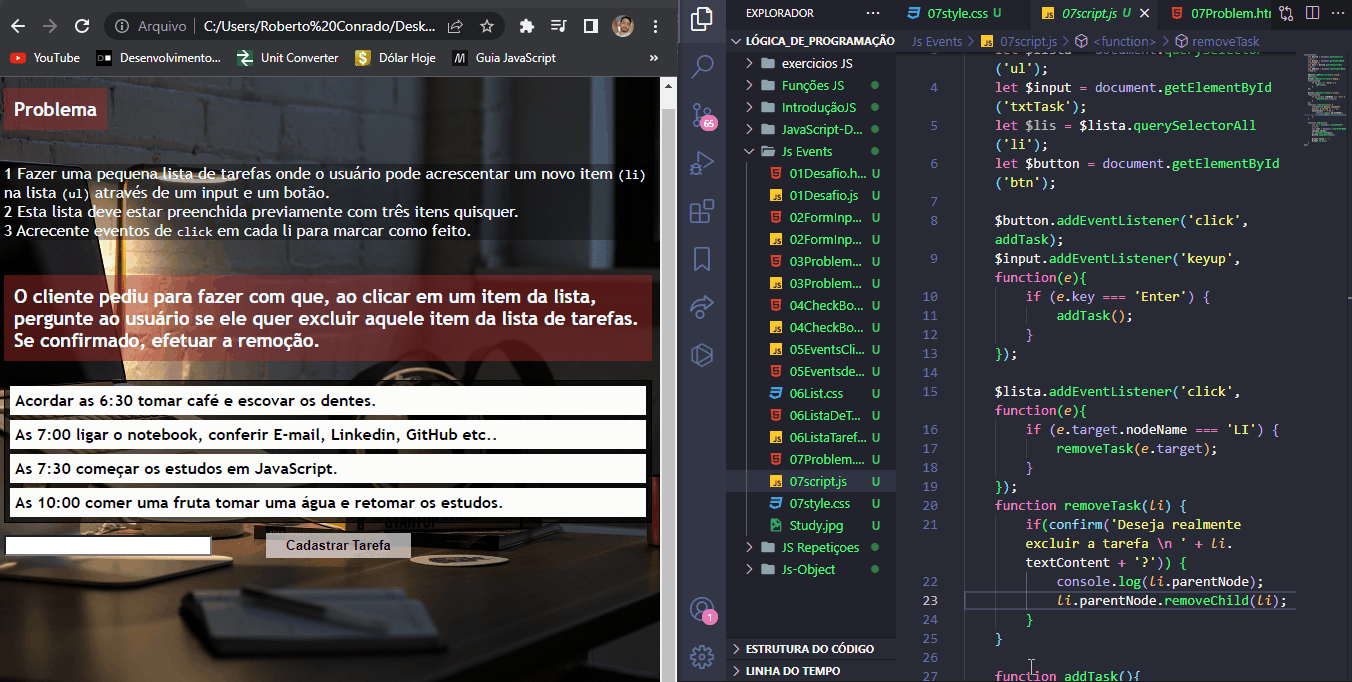 Arquivo
C:/Users/Roberto%20Conrado/Desk...
YouTube
Desenvolvimento...
Unit Converter
Dólar Hoje
Guia JavaScript
»
Problema
1 Fazer uma pequena lista de tarefas onde o usuário pode acrescentar um novo item (li)
na lista (ul) através de um input e um botão.
2 Esta lista deve estar preenchida previamente com três itens quisquer.
3 Acrecente eventos de click em cada li para marcar como feito.
O cliente pediu para fazer com que, ao clicar em um item da lista,
pergunte ao usuário se ele quer excluir aquele item da lista de tarefas.
Se confirmado, efetuar a remoção.
Acordar as 6:30 tomar café e escovar os dentes.
As 7:00 ligar o notebook, conferir E-mail, Linkedin, GitHub etc..
As 7:30 começar os estudos em JavaScript.
As 10:00 comer uma fruta tomar uma água e retomar os estudos.
STARTUP
Cadastrar Tarefa
65
1
EXPLORADOR
LÓGICA_DE_PROGRAMAÇÃO
exercicios JS
Funções JS
IntroduçãoJS
JavaScript-D...
Js Events
01Desafio.h... U
01Desafio.js U
02FormInp... U
02FormInp... U
03Problem... U
03Problem... U
04CheckBo... U
04CheckBo... U
05EventsCli... U
05Eventsde... U
06List.css U
06ListaDeT... U
06ListaTaref... U
07Problem.... U
07script.js U
07style.css U
Study.jpg U
JS Repetiçoes
Js-Object
ESTRUTURA DO CÓDIGO
LINHA DO TEMPO
07style.css U
07script.js U
07Problem.htr
Js Events > 07script.js > <function> > removeTask
('ul');
4 let $input = document.getElementById
('txtTask');
5 let $lis = $lista.querySelectorAll
('li');
6 let $button = document.getElementById
('btn');
7
8 $button.addEventListener('click',
addTask);
9 $input.addEventListener('keyup',
function(e){
10 if (e.key === 'Enter') {
11 addTask();
12 }
13 });
14
15 $lista.addEventListener('click',
function(e){
16 if (e.target.nodeName === 'LI') {
17 removeTask(e.target);
18 }
19 });
20 function removeTask(li) {
21 if(confirm('Deseja realmente
excluir a tarefa \n ' + li.
textContent + '?')) {
22 console.log(li.parentNode);
23 li.parentNode.removeChild(li);
24 }
25 }
26
27 function addTask(){